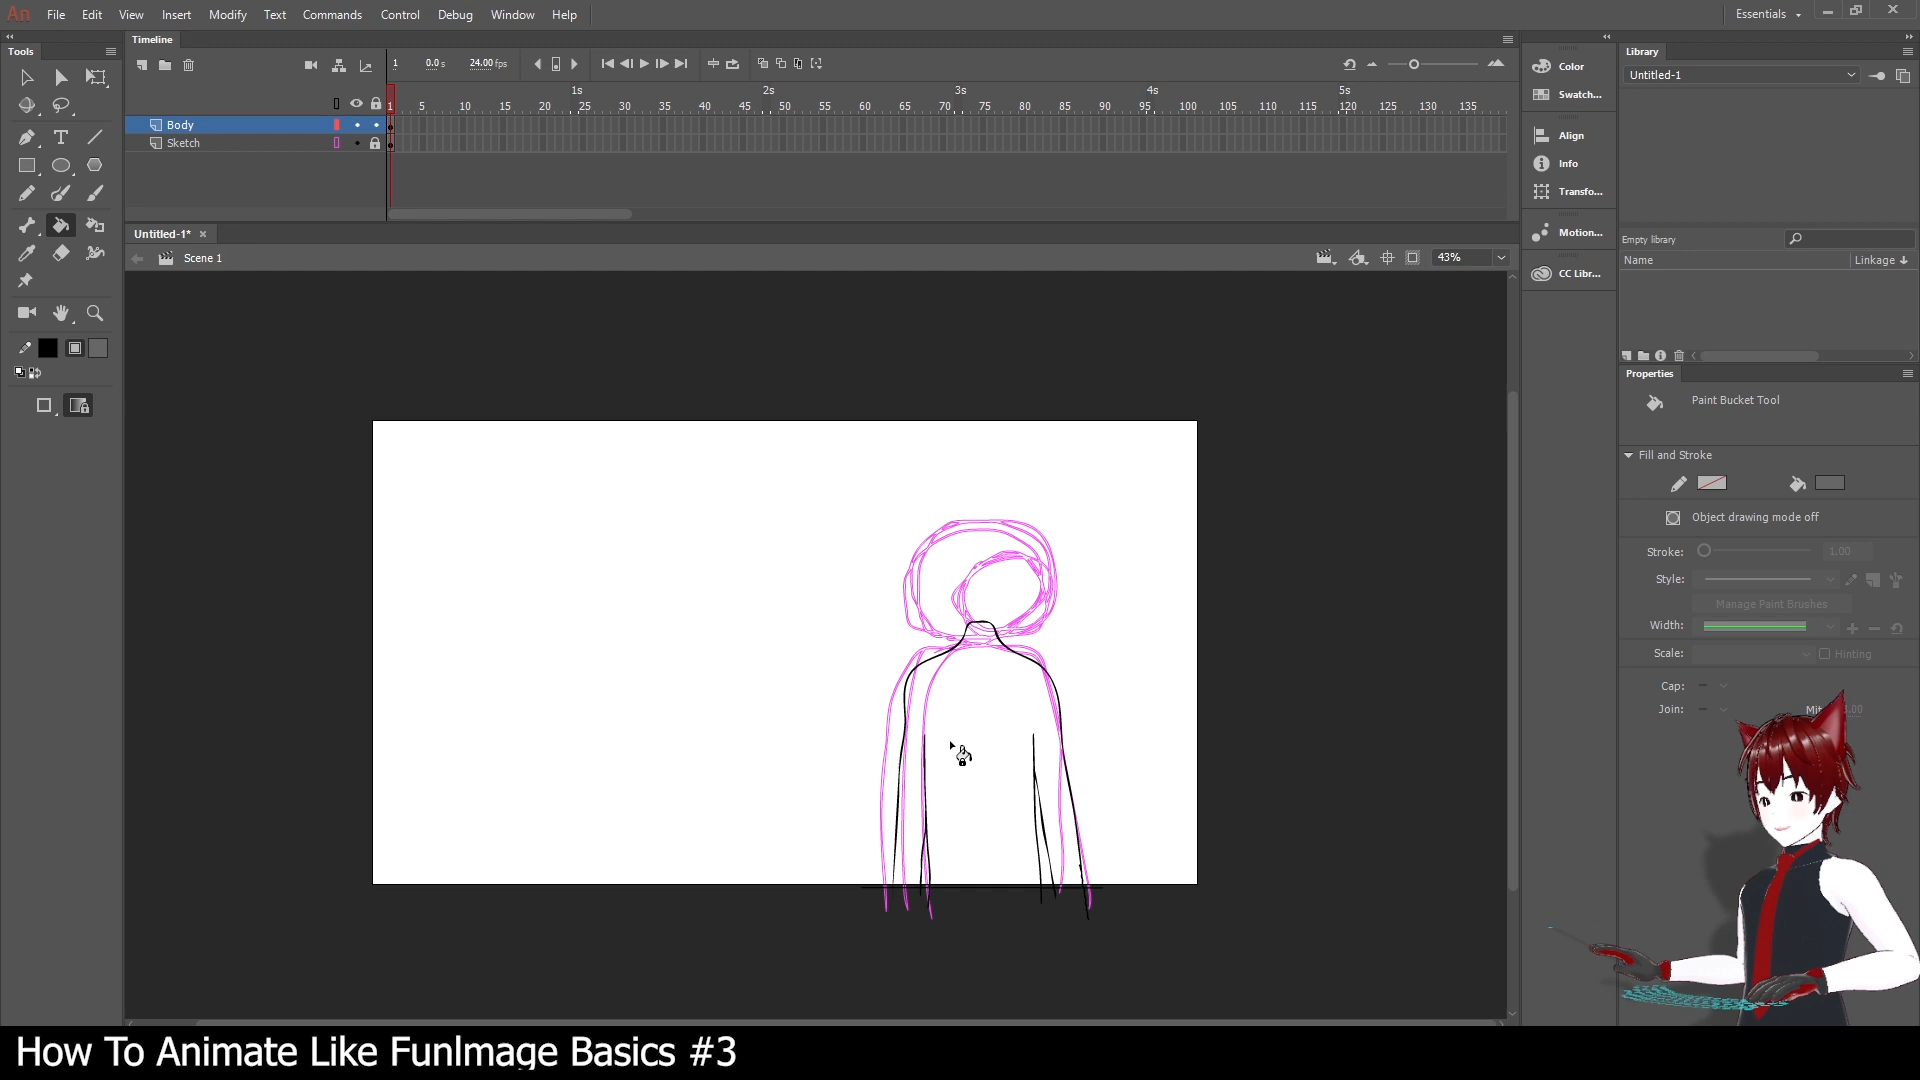 An File Edit View Insert Modify Text Commands Control Debug Window Help Essentials
Tools Timeline Library
1 0.0 s 24.00 fps
Color
Untitled-1
Swatch...
1s 2s 3s 4s 5s
1 5 10 15 20 25 30 35 40 45 50 55 60 65 70 75 80 85 90 95 100 105 110 115 120 125 130 135
Body
Sketch
Align
Info
Transfo...
Motion...
CC Libr...
Untitled-1*
Scene 1
43%
Empty library
Name Linkage
Properties
Paint Bucket Tool
Fill and Stroke
Object drawing mode off
Stroke: 1.00
Style:
Manage Paint Brushes
Width:
Scale: Hinting
Cap:
Join:
How To Animate Like FunImage Basics #3